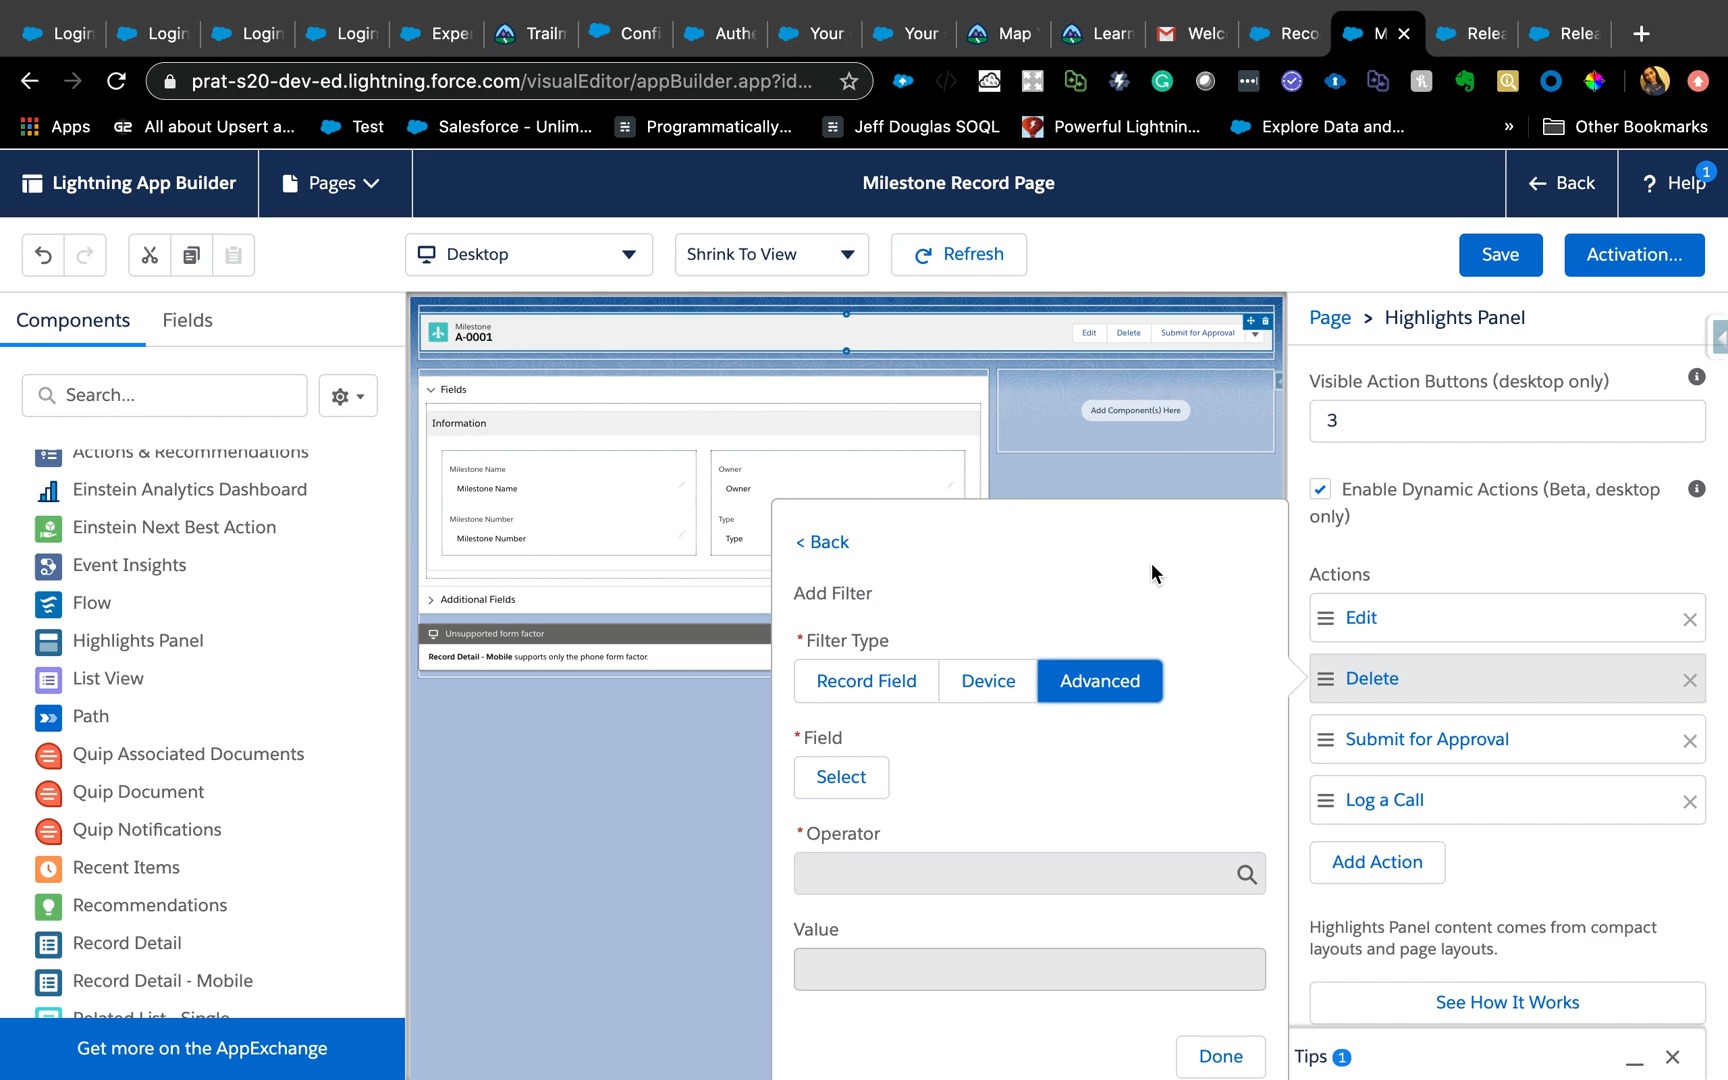 Login
Login
Login
Login
Expe
Trailm
Confi
Auth
Your
Your
Map
Learn
Welc
Reco
M
Relea
Relea
prat-s20-dev-ed.lightning.force.com/visualEditor/appBuilder.app?id...
Apps
G2 All about Upsert a...
Test
Salesforce - Unlim...
Programmatically...
Jeff Douglas SOQL
Powerful Lightnin...
Explore Data and...
»
Other Bookmarks
Lightning App Builder
Pages
Milestone Record Page
Back
? Help
1
Desktop
Shrink To View
Refresh
Save
Activation...
Components
Fields
Search...
Actions & Recommendations
Einstein Analytics Dashboard
Einstein Next Best Action
Event Insights
Flow
Highlights Panel
List View
Path
Quip Associated Documents
Quip Document
Quip Notifications
Recent Items
Recommendations
Record Detail
Record Detail - Mobile
Related List - Single
Get more on the AppExchange
Milestone
A-0001
Edit
Delete
Submit for Approval
Fields
Information
Milestone Name
Milestone Name
Owner
Owner
Milestone Number
Milestone Number
Type
Type
Additional Fields
Unsupported form factor
Record Detail - Mobile supports only the phone form factor.
Add Component(s) Here
< Back
Add Filter
*Filter Type
Record Field
Device
Advanced
*Field
Select
*Operator
Value
Done
Page > Highlights Panel
Visible Action Buttons (desktop only)
3
Enable Dynamic Actions (Beta, desktop
only)
Actions
Edit
Delete
Submit for Approval
Log a Call
Add Action
Highlights Panel content comes from compact
layouts and page layouts.
See How It Works
Tips 1